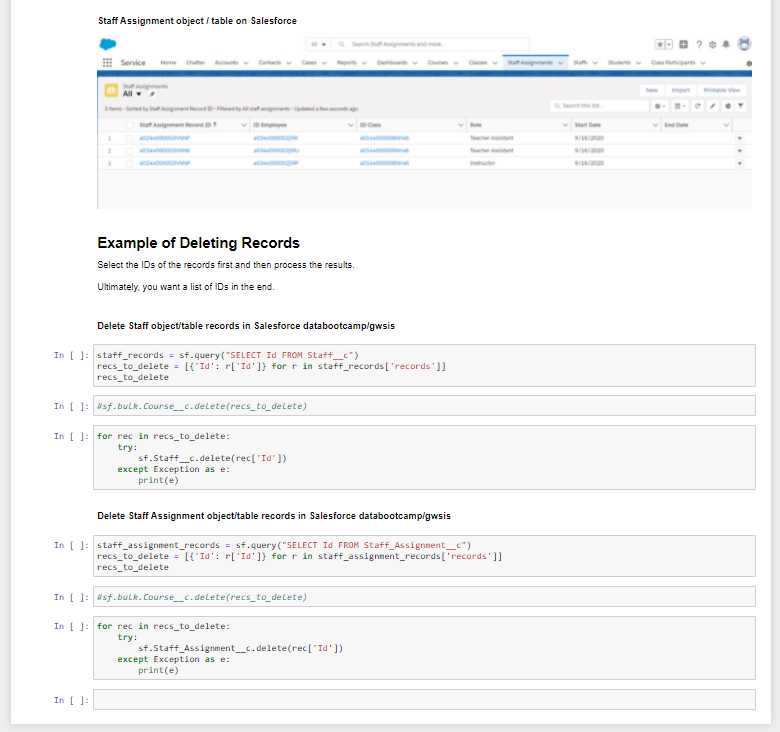 Staff Assignment object / table on Salesforce
All
Search Staff Assignments and more...
Service Home Chatter Accounts Contacts Cases Reports Dashboards Courses Classes Staff Assignments Staffs Students Class Participants
Staff Assignments
All
New Import Printable View
3 items • Sorted by Staff Assignment Record ID • Filtered by All staff assignments • Updated a few seconds ago
Search this list...
Staff Assignment Record ID ↑ ID Employee ID Class Role Start Date End Date
1 Teacher Assistant 9/16/2020
2 Teacher Assistant 9/16/2020
3 Instructor 9/16/2020
Example of Deleting Records
Select the IDs of the records first and then process the results.
Ultimately, you want a list of IDs in the end.
Delete Staff object/table records in Salesforce databootcamp/gwsis
In [ ]: staff_records = sf.query("SELECT Id FROM Staff__c")
recs_to_delete = [{'Id': r['Id']} for r in staff_records['records']]
recs_to_delete
In [ ]: #sf.bulk.Course__c.delete(recs_to_delete)
In [ ]: for rec in recs_to_delete:
try:
sf.Staff__c.delete(rec['Id'])
except Exception as e:
print(e)
Delete Staff Assignment object/table records in Salesforce databootcamp/gwsis
In [ ]: staff_assignment_records = sf.query("SELECT Id FROM Staff_Assignment__c")
recs_to_delete = [{'Id': r['Id']} for r in staff_assignment_records['records']]
recs_to_delete
In [ ]: #sf.bulk.Course__c.delete(recs_to_delete)
In [ ]: for rec in recs_to_delete:
try:
sf.Staff_Assignment__c.delete(rec['Id'])
except Exception as e:
print(e)
In [ ]: